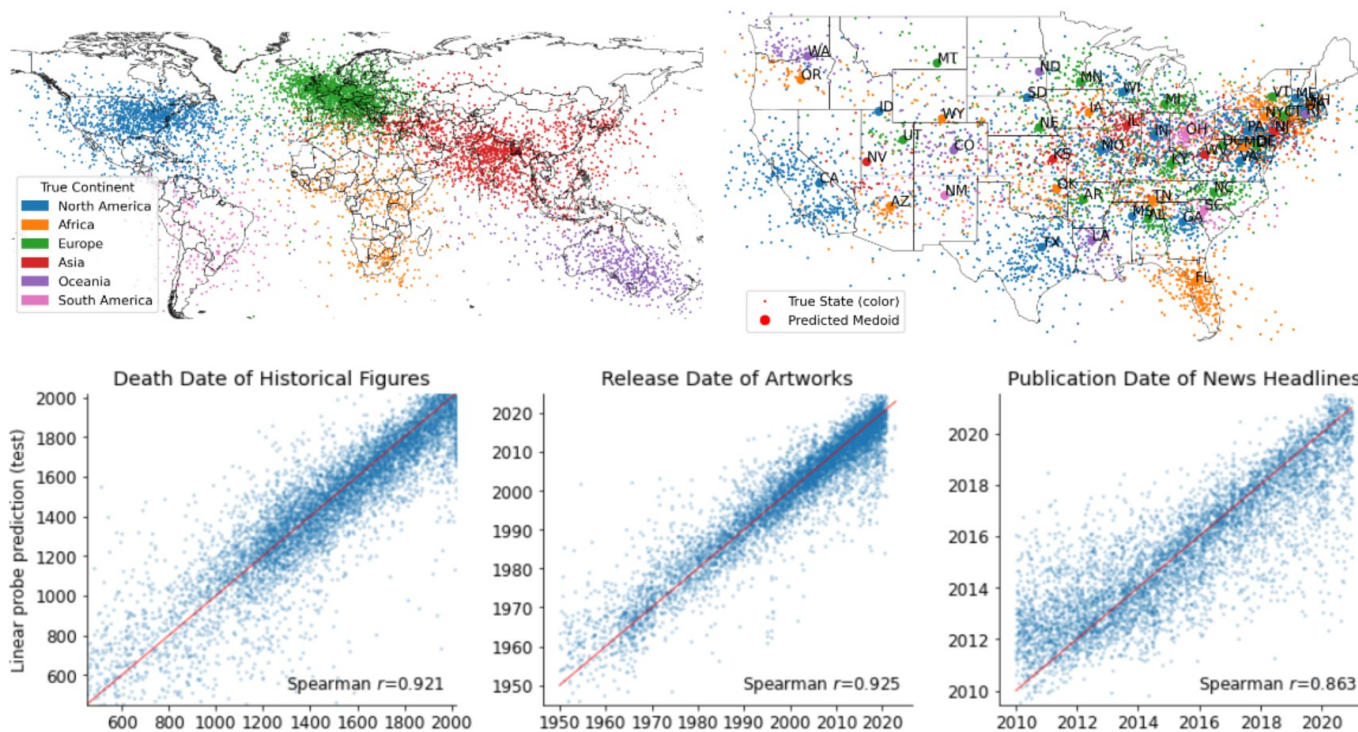 True Continent
North America
Africa
Europe
Asia
Oceania
South America
WA
MT
ND
MN
OR
ID
SD
WI
MI
VT
ME
WY
IA
NY
NE
UT
CO
IL
IN
OH
PA
NJ
NV
KS
MO
KY
VA
CA
AZ
NM
OK
AR
TN
NC
SC
MS
AL
GA
TX
LA
FL
True State (color)
Predicted Medoid
Death Date of Historical Figures
Release Date of Artworks
Publication Date of News Headlines
Linear probe prediction (test)
2000
1800
1600
1400
1200
1000
800
600
Spearman r=0.921
600 800 1000 1200 1400 1600 1800 2000
2020
2010
2000
1990
1980
1970
1960
1950
Spearman r=0.925
1950 1960 1970 1980 1990 2000 2010 2020
2020
2018
2016
2014
2012
2010
Spearman r=0.863
2010 2012 2014 2016 2018 2020